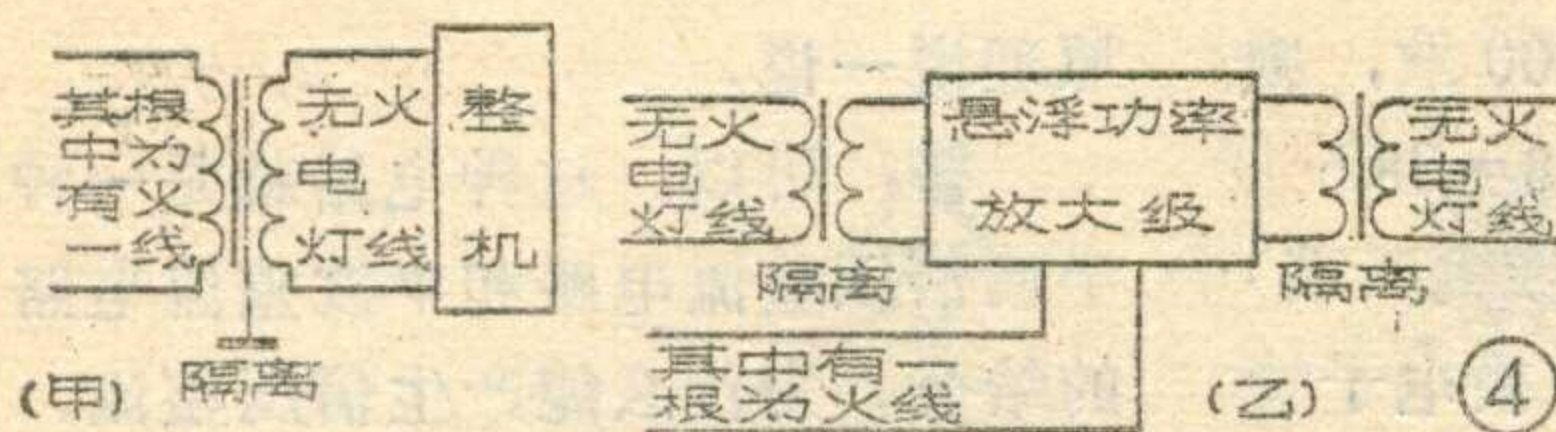 其根
中为
有火
一线
无火
电
灯线
整
机
隔离
(甲)
无火
电
灯线
悬浮功率
放大级
无火
电
灯线
隔离
隔离
其中有一
根为火线
(乙)
④